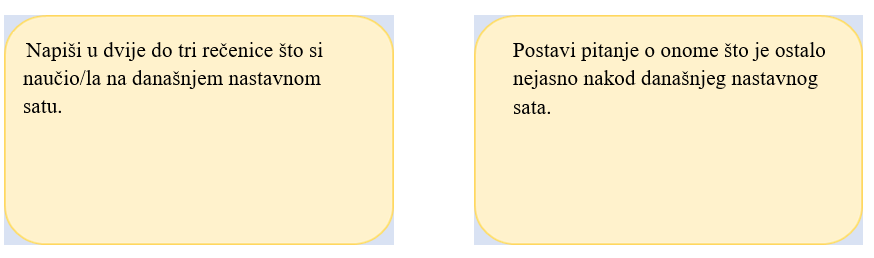 Napiši u dvije do tri rečenice što si
naučio/la na današnjem nastavnom
satu.
Postavi pitanje o onome što je ostalo
nejasno nakod današnjeg nastavnog
sata.